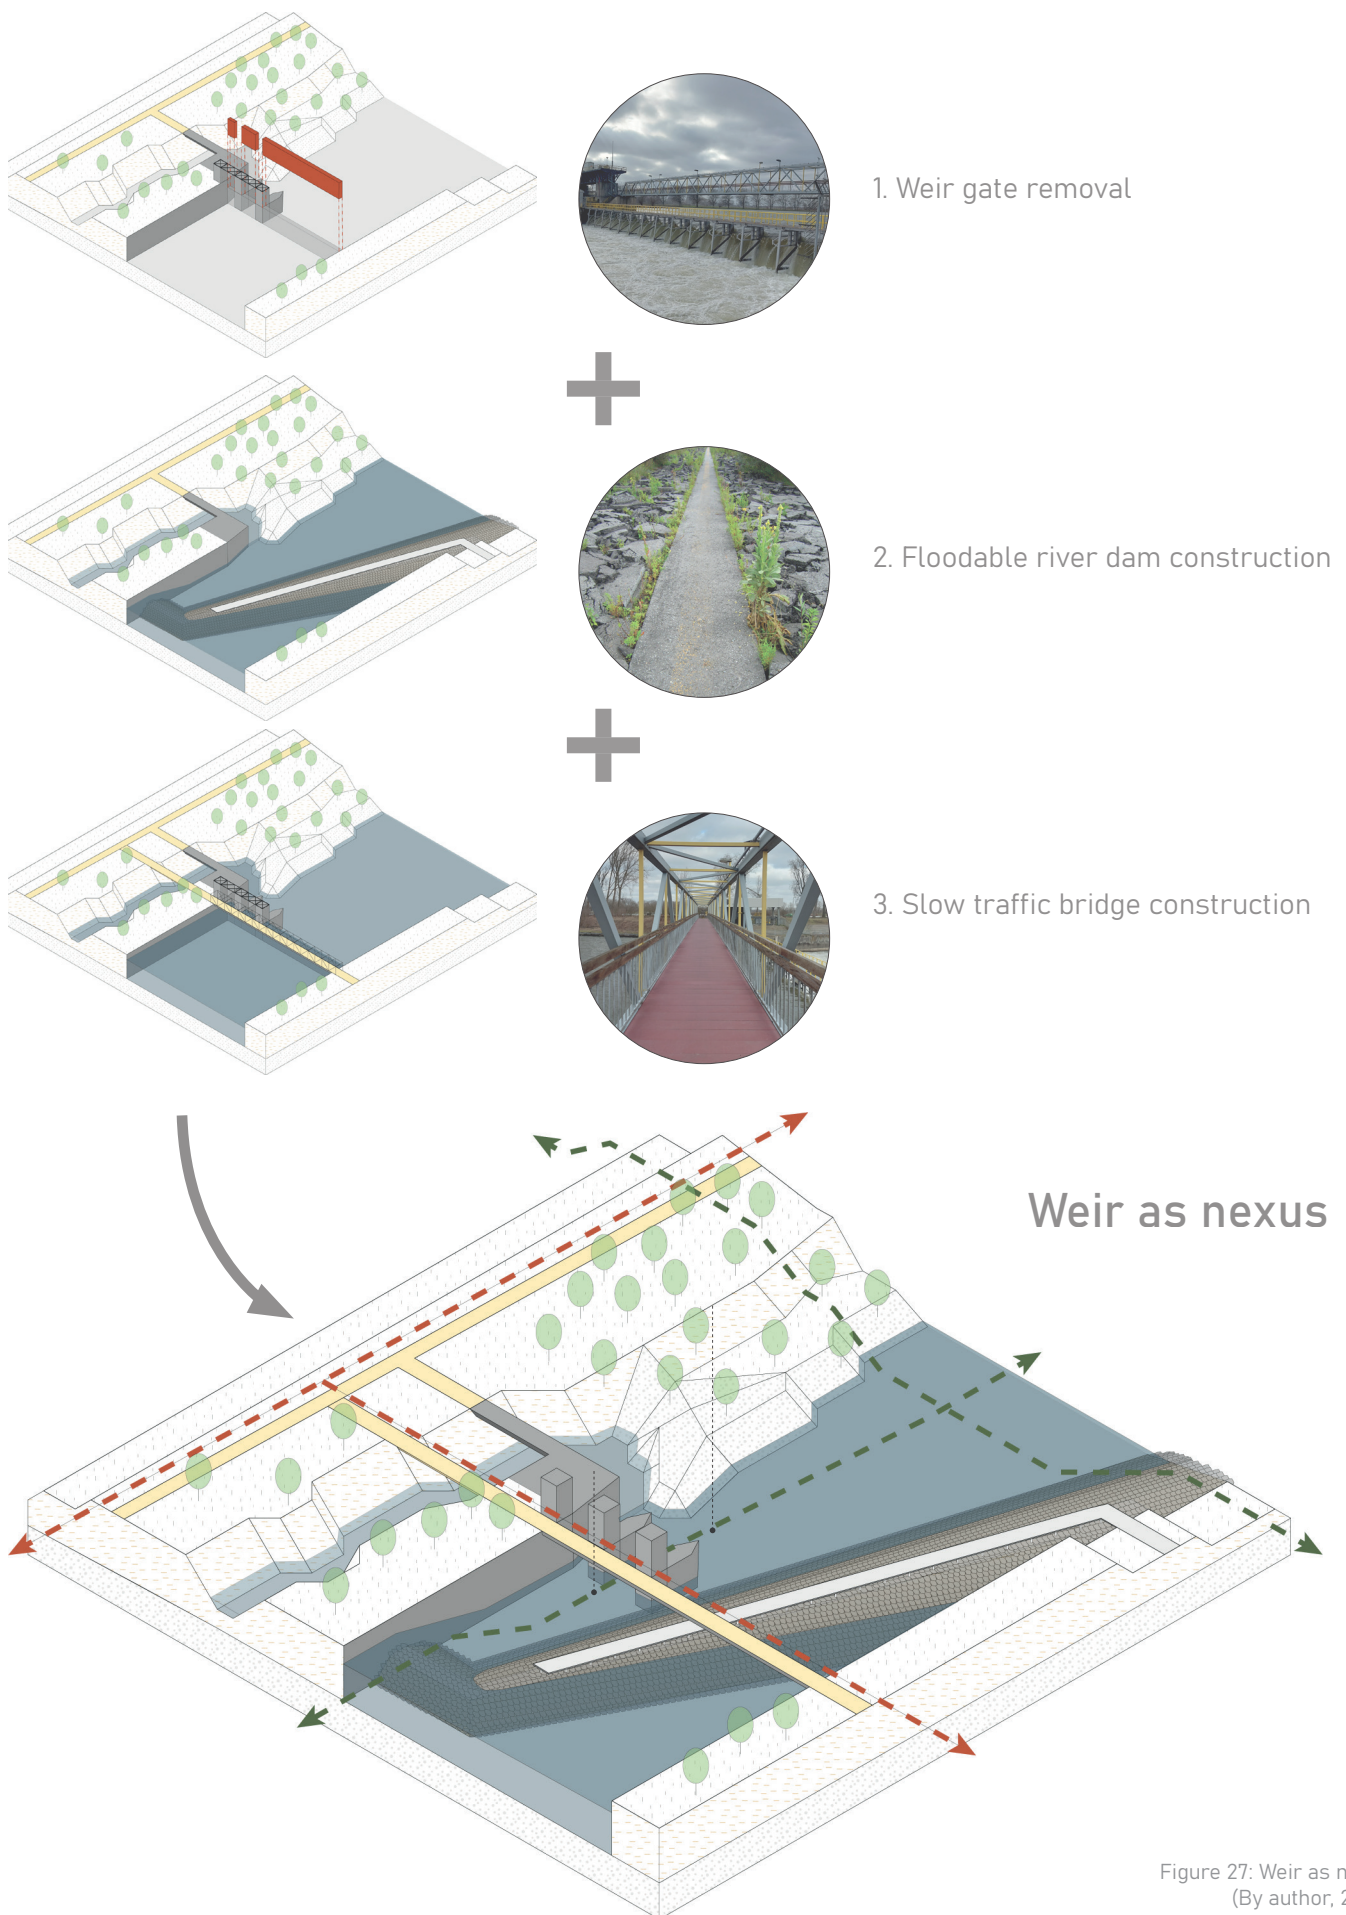 1. Weir gate removal
2. Floodable river dam construction
3. Slow traffic bridge construction
Weir as nexus
Figure 27: Weir as
(By author,